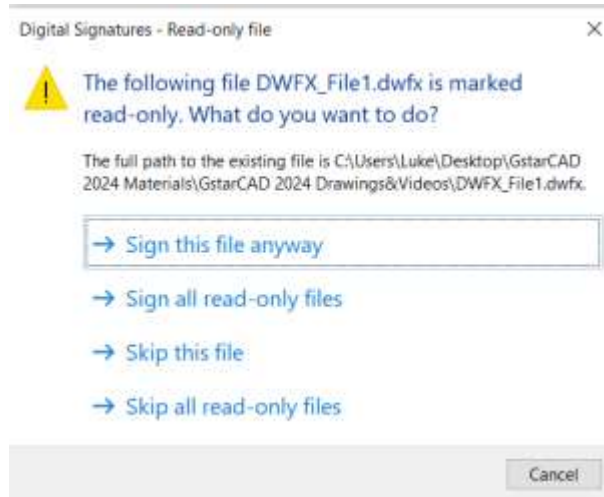 Digital Signatures - Read-only file
The following file DWFX_File1.dwfx is marked
read-only. What do you want to do?
The full path to the existing file is C:\Users\Luke\Desktop\GstarCAD
2024 Materials\GstarCAD 2024 Drawings&Videos\DWFX_File1.dwfx.
→ Sign this file anyway
→ Sign all read-only files
→ Skip this file
→ Skip all read-only files
Cancel